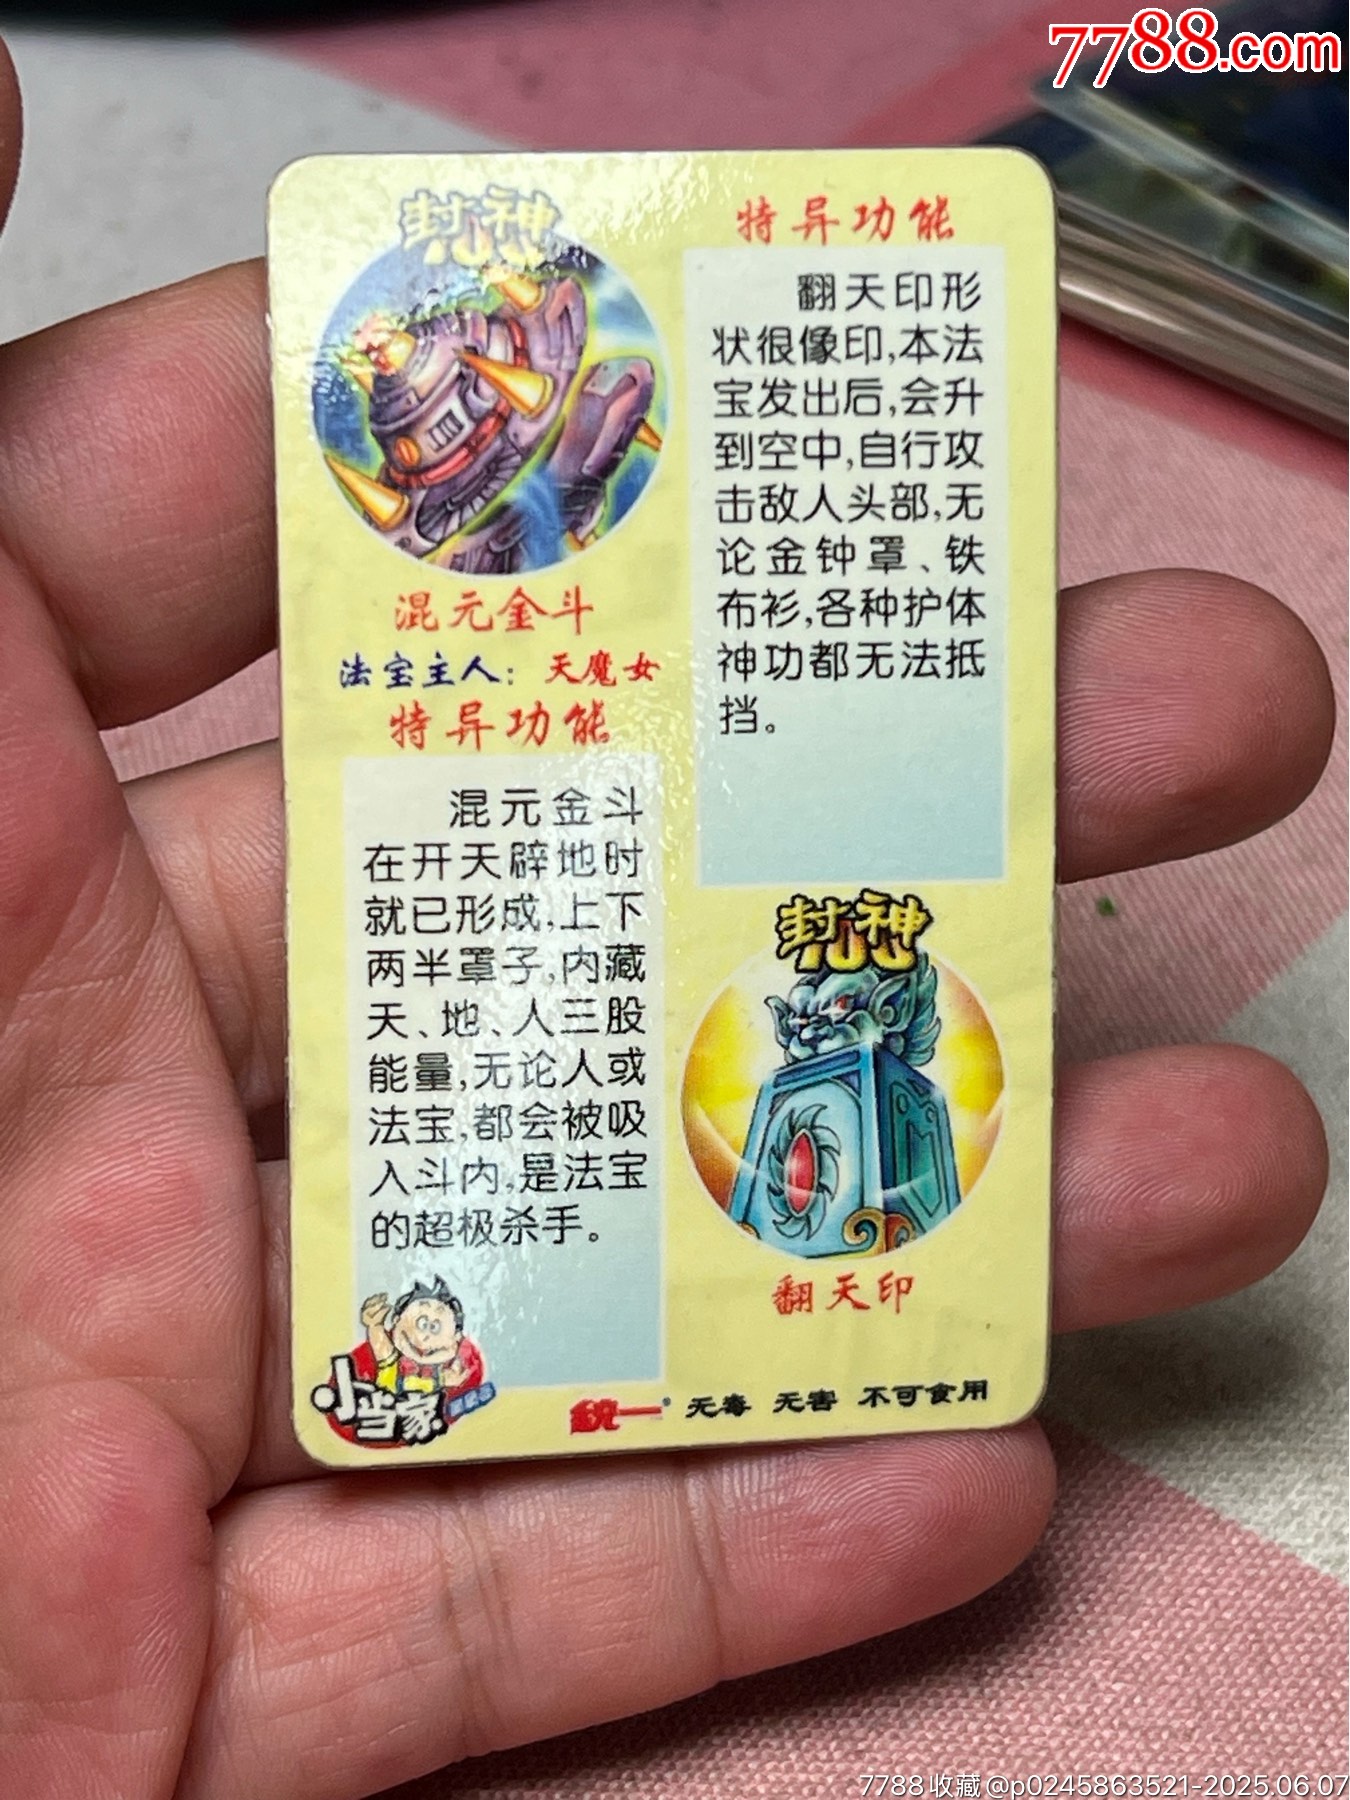 7788.com
封神
100
混元金斗
法宝主人：天魔女
特异功能
混元金斗
在开天辟地时
就已形成,上下
两半罩子,内藏
天、地、人三股
能量,无论人或
法宝,都会被吸
入斗内,是法宝
的超极杀手。
小当家
特异功能
翻天印形
状很像印,本法
宝发出后,会升
到空中,自行攻
击敌人头部,无
论金钟罩、铁
布衫,各种护体
神功都无法抵
挡。
封神
100
翻天印
統一 无毒 无害 不可食用
7788收藏@p0245863521-2025.06.07